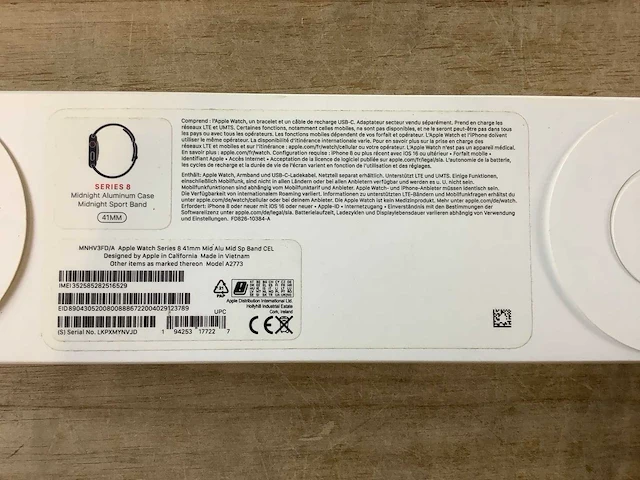 SERIES 8
Midnight Aluminum Case
Midnight Sport Band
41MM
Comprend : l'Apple Watch, un bracelet et un câble de recharge USB-C. Adaptateur secteur vendu séparément. Prend en charge les
réseaux LTE et UMTS. Certaines fonctions, notamment celles mobiles, ne sont pas disponibles, et ne le seront peut-être pas dans tous
les pays ou avec tous les opérateurs. Les fonctions mobiles dépendent de vos forfait et opérateur. L'Apple Watch et l'iPhone doivent
utiliser le même opérateur. La disponibilité d'itinérance internationale varie. Pour en savoir plus sur la prise en charge des
réseaux LTE et mobiles et sur l'itinérance : apple.com/fr/watch/cellular ou votre opérateur. L'Apple Watch n'est pas un appareil médical.
En savoir plus : apple.com/fr/watch. Configuration requise : iPhone 8 ou plus récent avec iOS 16 ou ultérieur • Forfait mobile •
identifiant Apple • Accès Internet • Acceptation de la licence de logiciel publiée sur apple.com/fr/legal/sla. L'autonomie de la batterie,
les cycles de charge et la durée de vie de l'écran varient en fonction de l'utilisation et des réglages.
Enthält: Apple Watch, Armband und USB-C-Ladekabel. Netzteil separat erhältlich. Unterstützt LTE und UMTS. Einige Funktionen,
einschließlich Mobilfunk, sind nicht in allen Ländern oder bei allen Anbietern verfügbar und werden es u. U. auch nicht sein.
Mobilfunkfunktionen sind abhängig vom Mobilfunktarif und Anbieter. Apple Watch- und iPhone-Anbieter müssen identisch sein.
Die Verfügbarkeit von internationalem Roaming variiert. Weitere Informationen zu unterstützten LTE-Bändern und Mobilfunk sind unter
apple.com/de/watch/cellular oder bei deinem Anbieter erhältlich. Die Apple Watch ist kein Medizinprodukt. Siehe apple.com/de/watch.
Erfordert: iPhone 8 oder neuer mit iOS 16 oder neuer • Apple-ID • Internetzugang • Einverständnis mit den Bestimmungen der
Softwarelizenz unter apple.com/de/legal/sla. Batterielaufzeit, Ladezyklen und Displaylebensdauer variieren abhängig von Verwendung
und Einstellungen. FD826-10384-A
MNHV3FD/A Apple Watch Series 8 41mm Mid Alu Mid Sp Band CEL
Designed by Apple in California Made in Vietnam
Other items as marked thereon Model A2773
IMEI352585282516529
EID89043052008008886722004029123789
UPC
(S) Serial No. LKPXMYNVJD
1 94253 17722 7
PAP
Apple Distribution International Ltd.
Hollyhill Industrial Estate
Cork, Ireland
CE